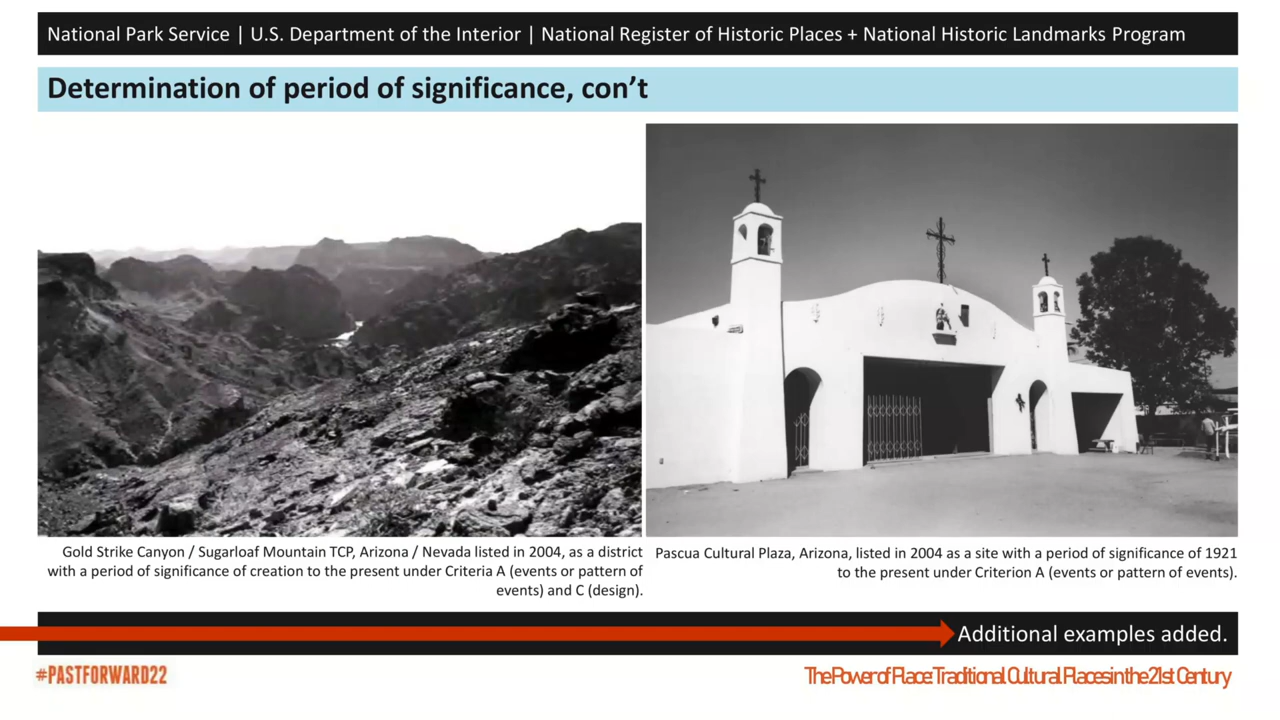 National Park Service | U.S. Department of the Interior | National Register of Historic Places + National Historic Landmarks Program
Determination of period of significance, con’t
Gold Strike Canyon / Sugarloaf Mountain TCP, Arizona / Nevada listed in 2004, as a district
with a period of significance of creation to the present under Criteria A (events or pattern of
events) and C (design).
Pascua Cultural Plaza, Arizona, listed in 2004 as a site with a period of significance of 1921
to the present under Criterion A (events or pattern of events).
Additional examples added.
#PASTFORWARD22
The Power of Place: Traditional Cultural Places in the 21st Century